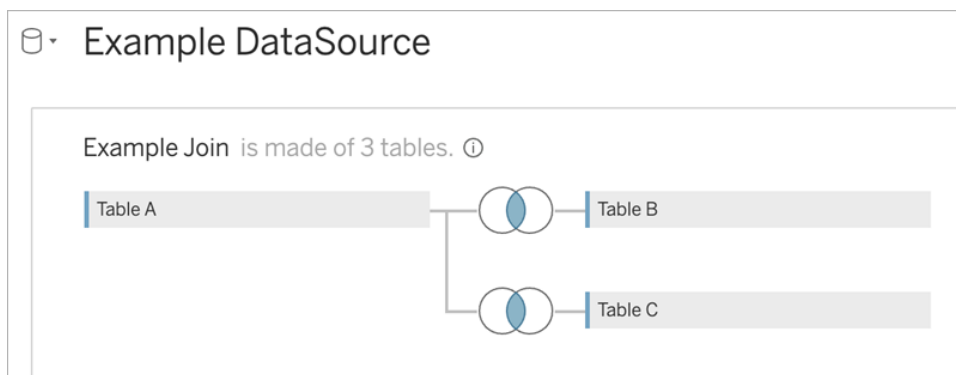 Example DataSource
Example Join is made of 3 tables.
Table A
Table B
Table C